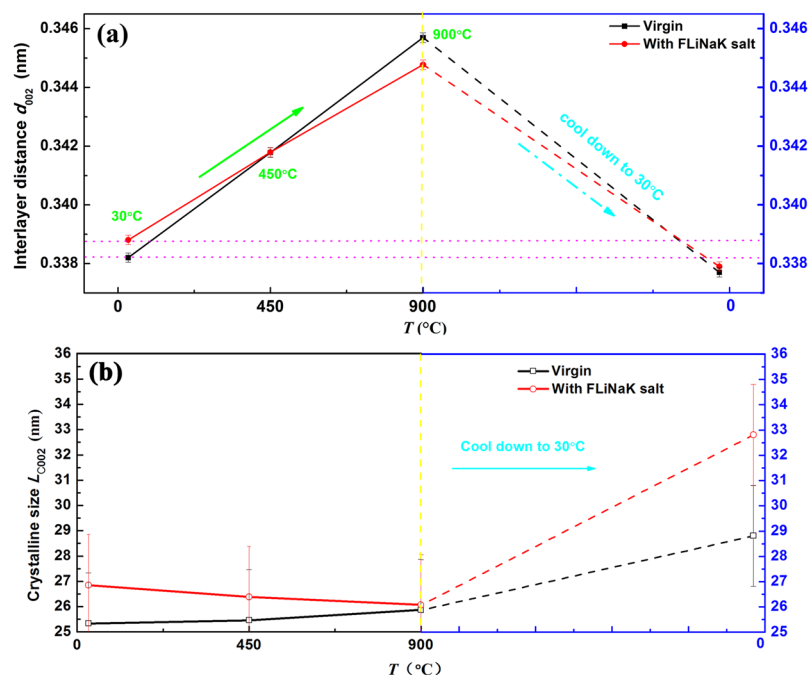 (a)
Virgin
With FLiNaK salt
900°C
450°C
30°C
cool down to 30°C
Interlayer distance d002 (nm)
0.346
0.344
0.342
0.340
0.338
0.346
0.344
0.342
0.340
0.338
0 450 900 0
T (°C)
(b)
Virgin
With FLiNaK salt
Cool down to 30°C
Crystalline size LC002 (nm)
36
35
34
33
32
31
30
29
28
27
26
25
36
35
34
33
32
31
30
29
28
27
26
25
0 450 900 0
T (°C)